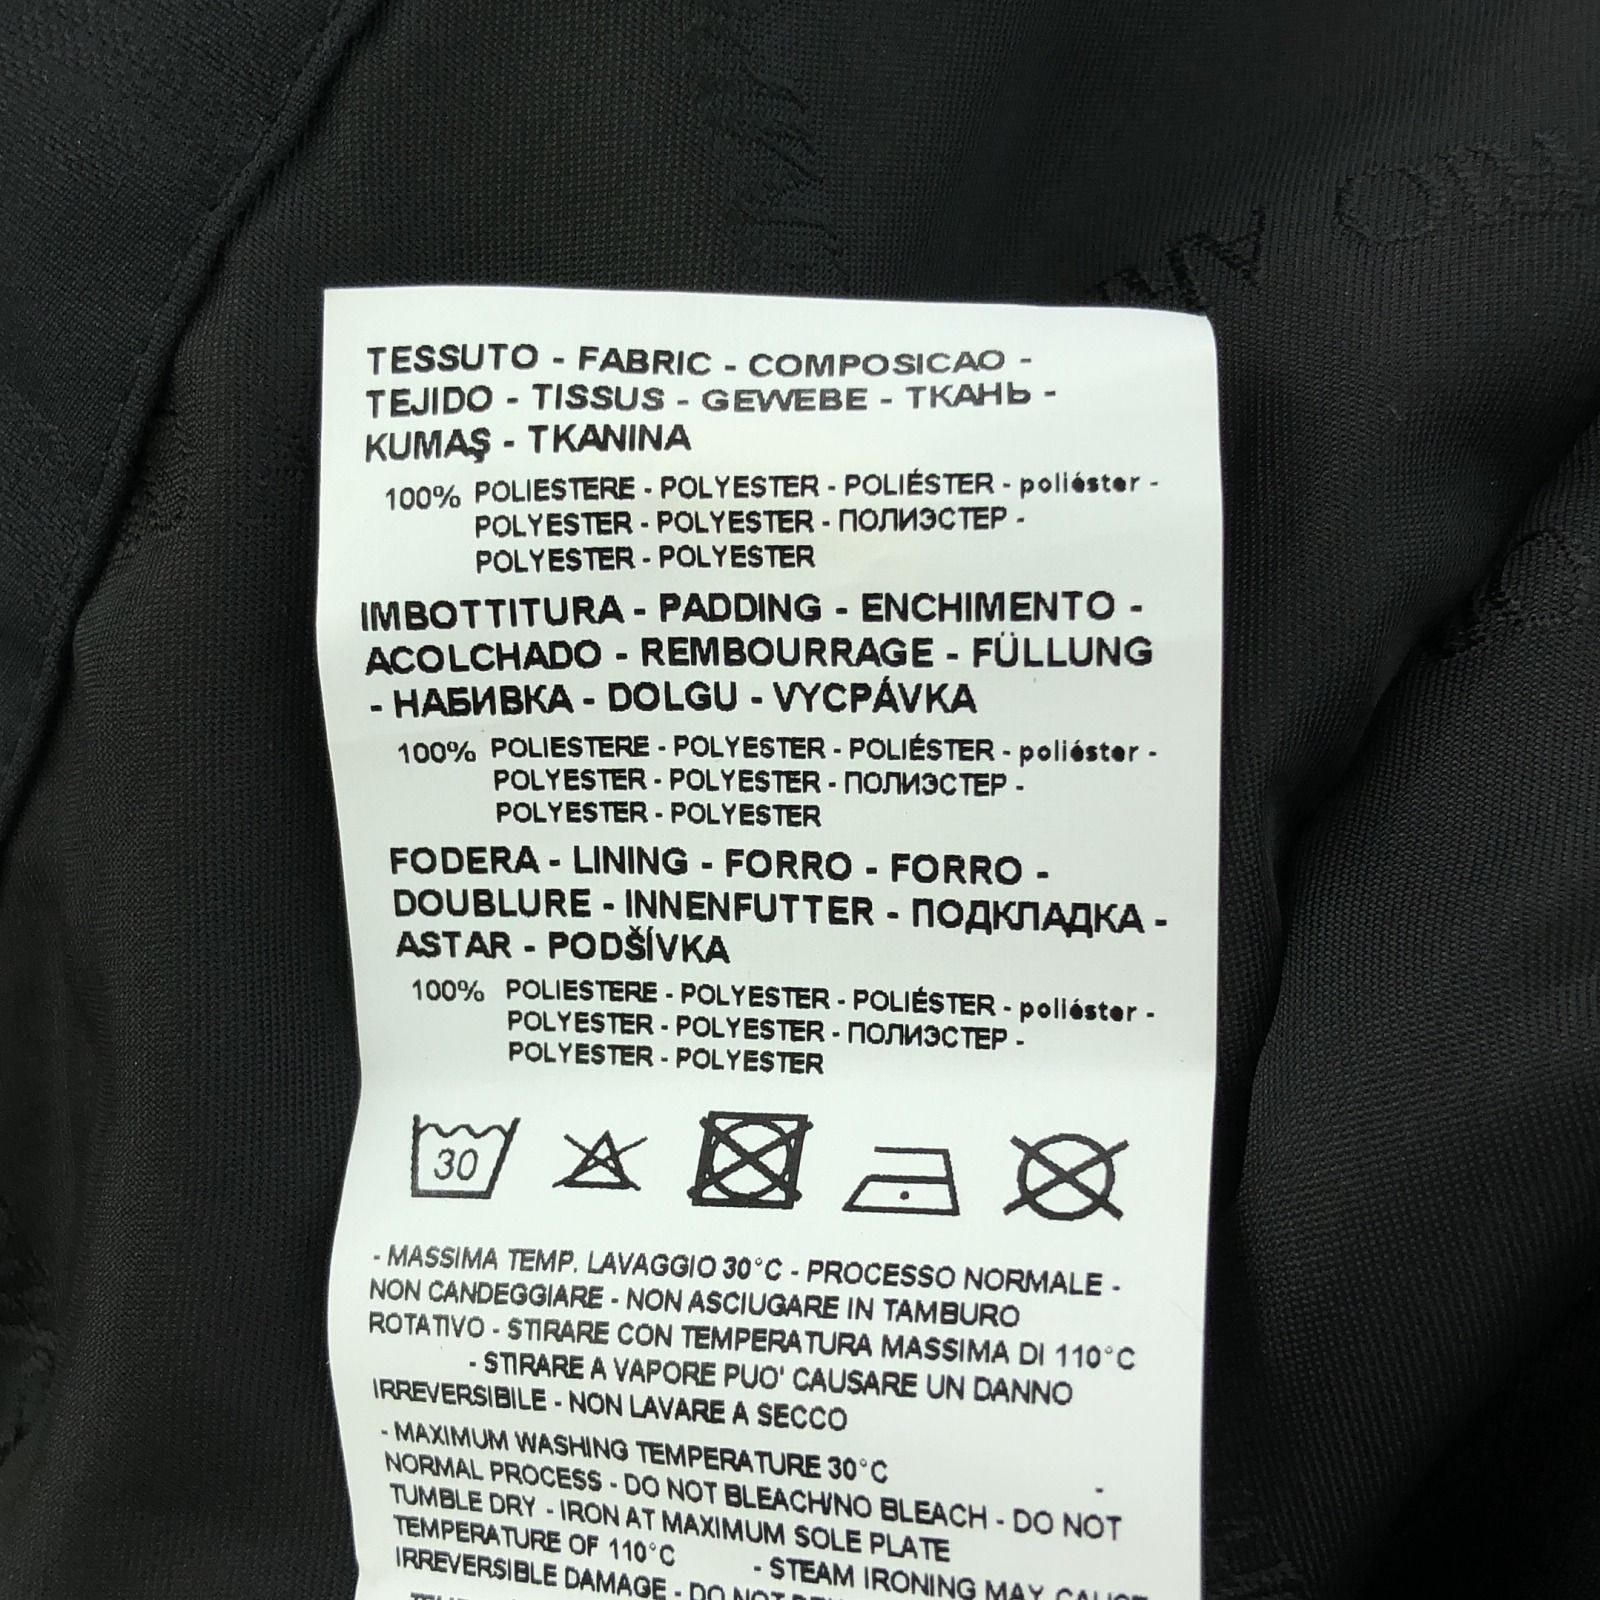 TESSUTO - FABRIC - COMPOSICAO -
TEJIDO - TISSUS - GEWEBE - ТКАНЬ -
KUMAŞ - TKANINA
100% POLIESTERE - POLYESTER - POLIÉSTER - poliéster -
POLYESTER - POLYESTER - ПОЛИЭСТЕР -
POLYESTER - POLYESTER
IMBOTTITURA - PADDING - ENCHIMENTO -
ACOLCHADO - REMBOURRAGE - FÜLLUNG
- НАБИВКА - DOLGU - VYCPÁVKA
100% POLIESTERE - POLYESTER - POLIÉSTER - poliéster -
POLYESTER - POLYESTER - ПОЛИЭСТЕР -
POLYESTER - POLYESTER
FODERA - LINING - FORRO - FORRO -
DOUBLURE - INNENFUTTER - ПОДКЛАДКА -
ASTAR - PODŠÍVKA
100% POLIESTERE - POLYESTER - POLIÉSTER - poliéster -
POLYESTER - POLYESTER - ПОЛИЭСТЕР -
POLYESTER - POLYESTER
30
- MASSIMA TEMP. LAVAGGIO 30°C - PROCESSO NORMALE -
NON CANDEGGIARE - NON ASCIUGARE IN TAMBURO
ROTATIVO - STIRARE CON TEMPERATURA MASSIMA DI 110°C
- STIRARE A VAPORE PUO' CAUSARE UN DANNO
IRREVERSIBILE - NON LAVARE A SECCO
- MAXIMUM WASHING TEMPERATURE 30°C -
NORMAL PROCESS - DO NOT BLEACH/NO BLEACH - DO NOT
TUMBLE DRY - IRON AT MAXIMUM SOLE PLATE
TEMPERATURE OF 110°C - STEAM IRONING MAY CAUSE
IRREVERSIBLE DAMAGE - DO NOT